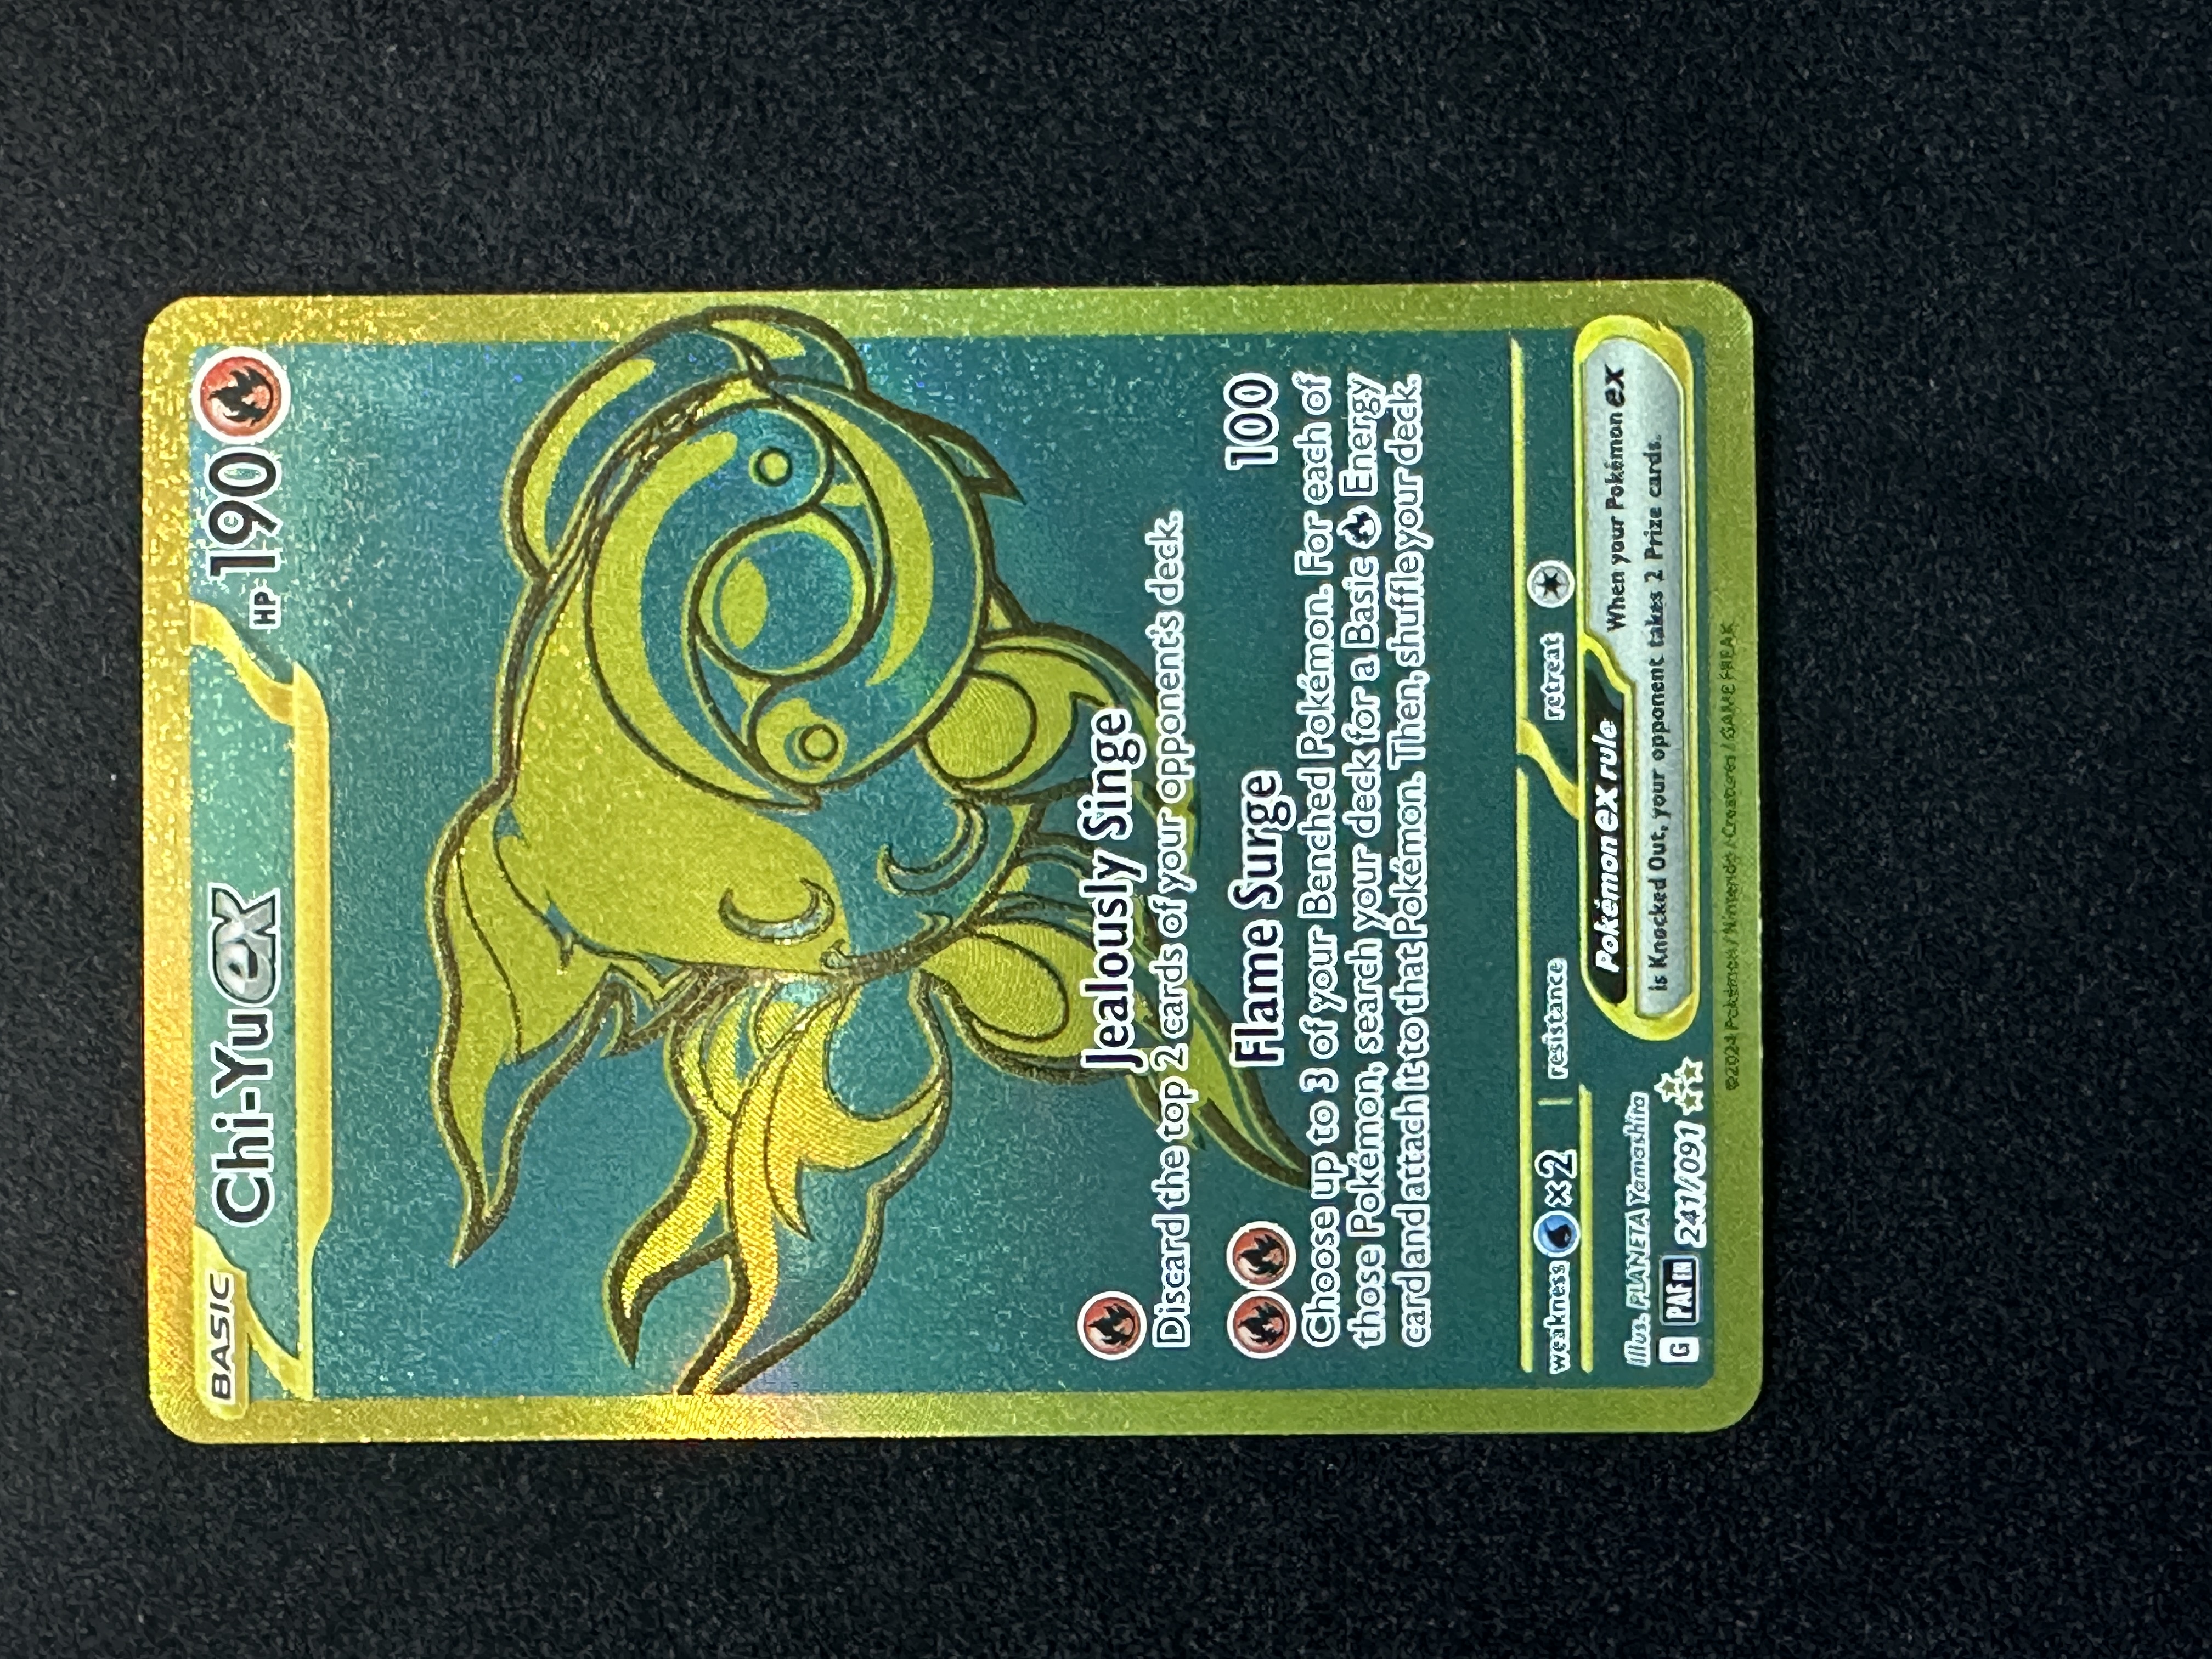 BASIC
Chi-Yu ex
HP 190
Jealously Singe
Discard the top 2 cards of your opponent's deck.
Flame Surge 100
Choose up to 3 of your Benched Pokémon. For each of
those Pokémon, search your deck for a Basic Energy
card and attach it to that Pokémon. Then, shuffle your deck.
weakness ×2 resistance retreat
Illus. PLANETA Yamashita
G PAF EN 241/091
Pokémon ex rule When your Pokémon ex
is Knocked Out, your opponent takes 2 Prize cards.
©2024 Pokémon / Nintendo / Creatures / GAME FREAK